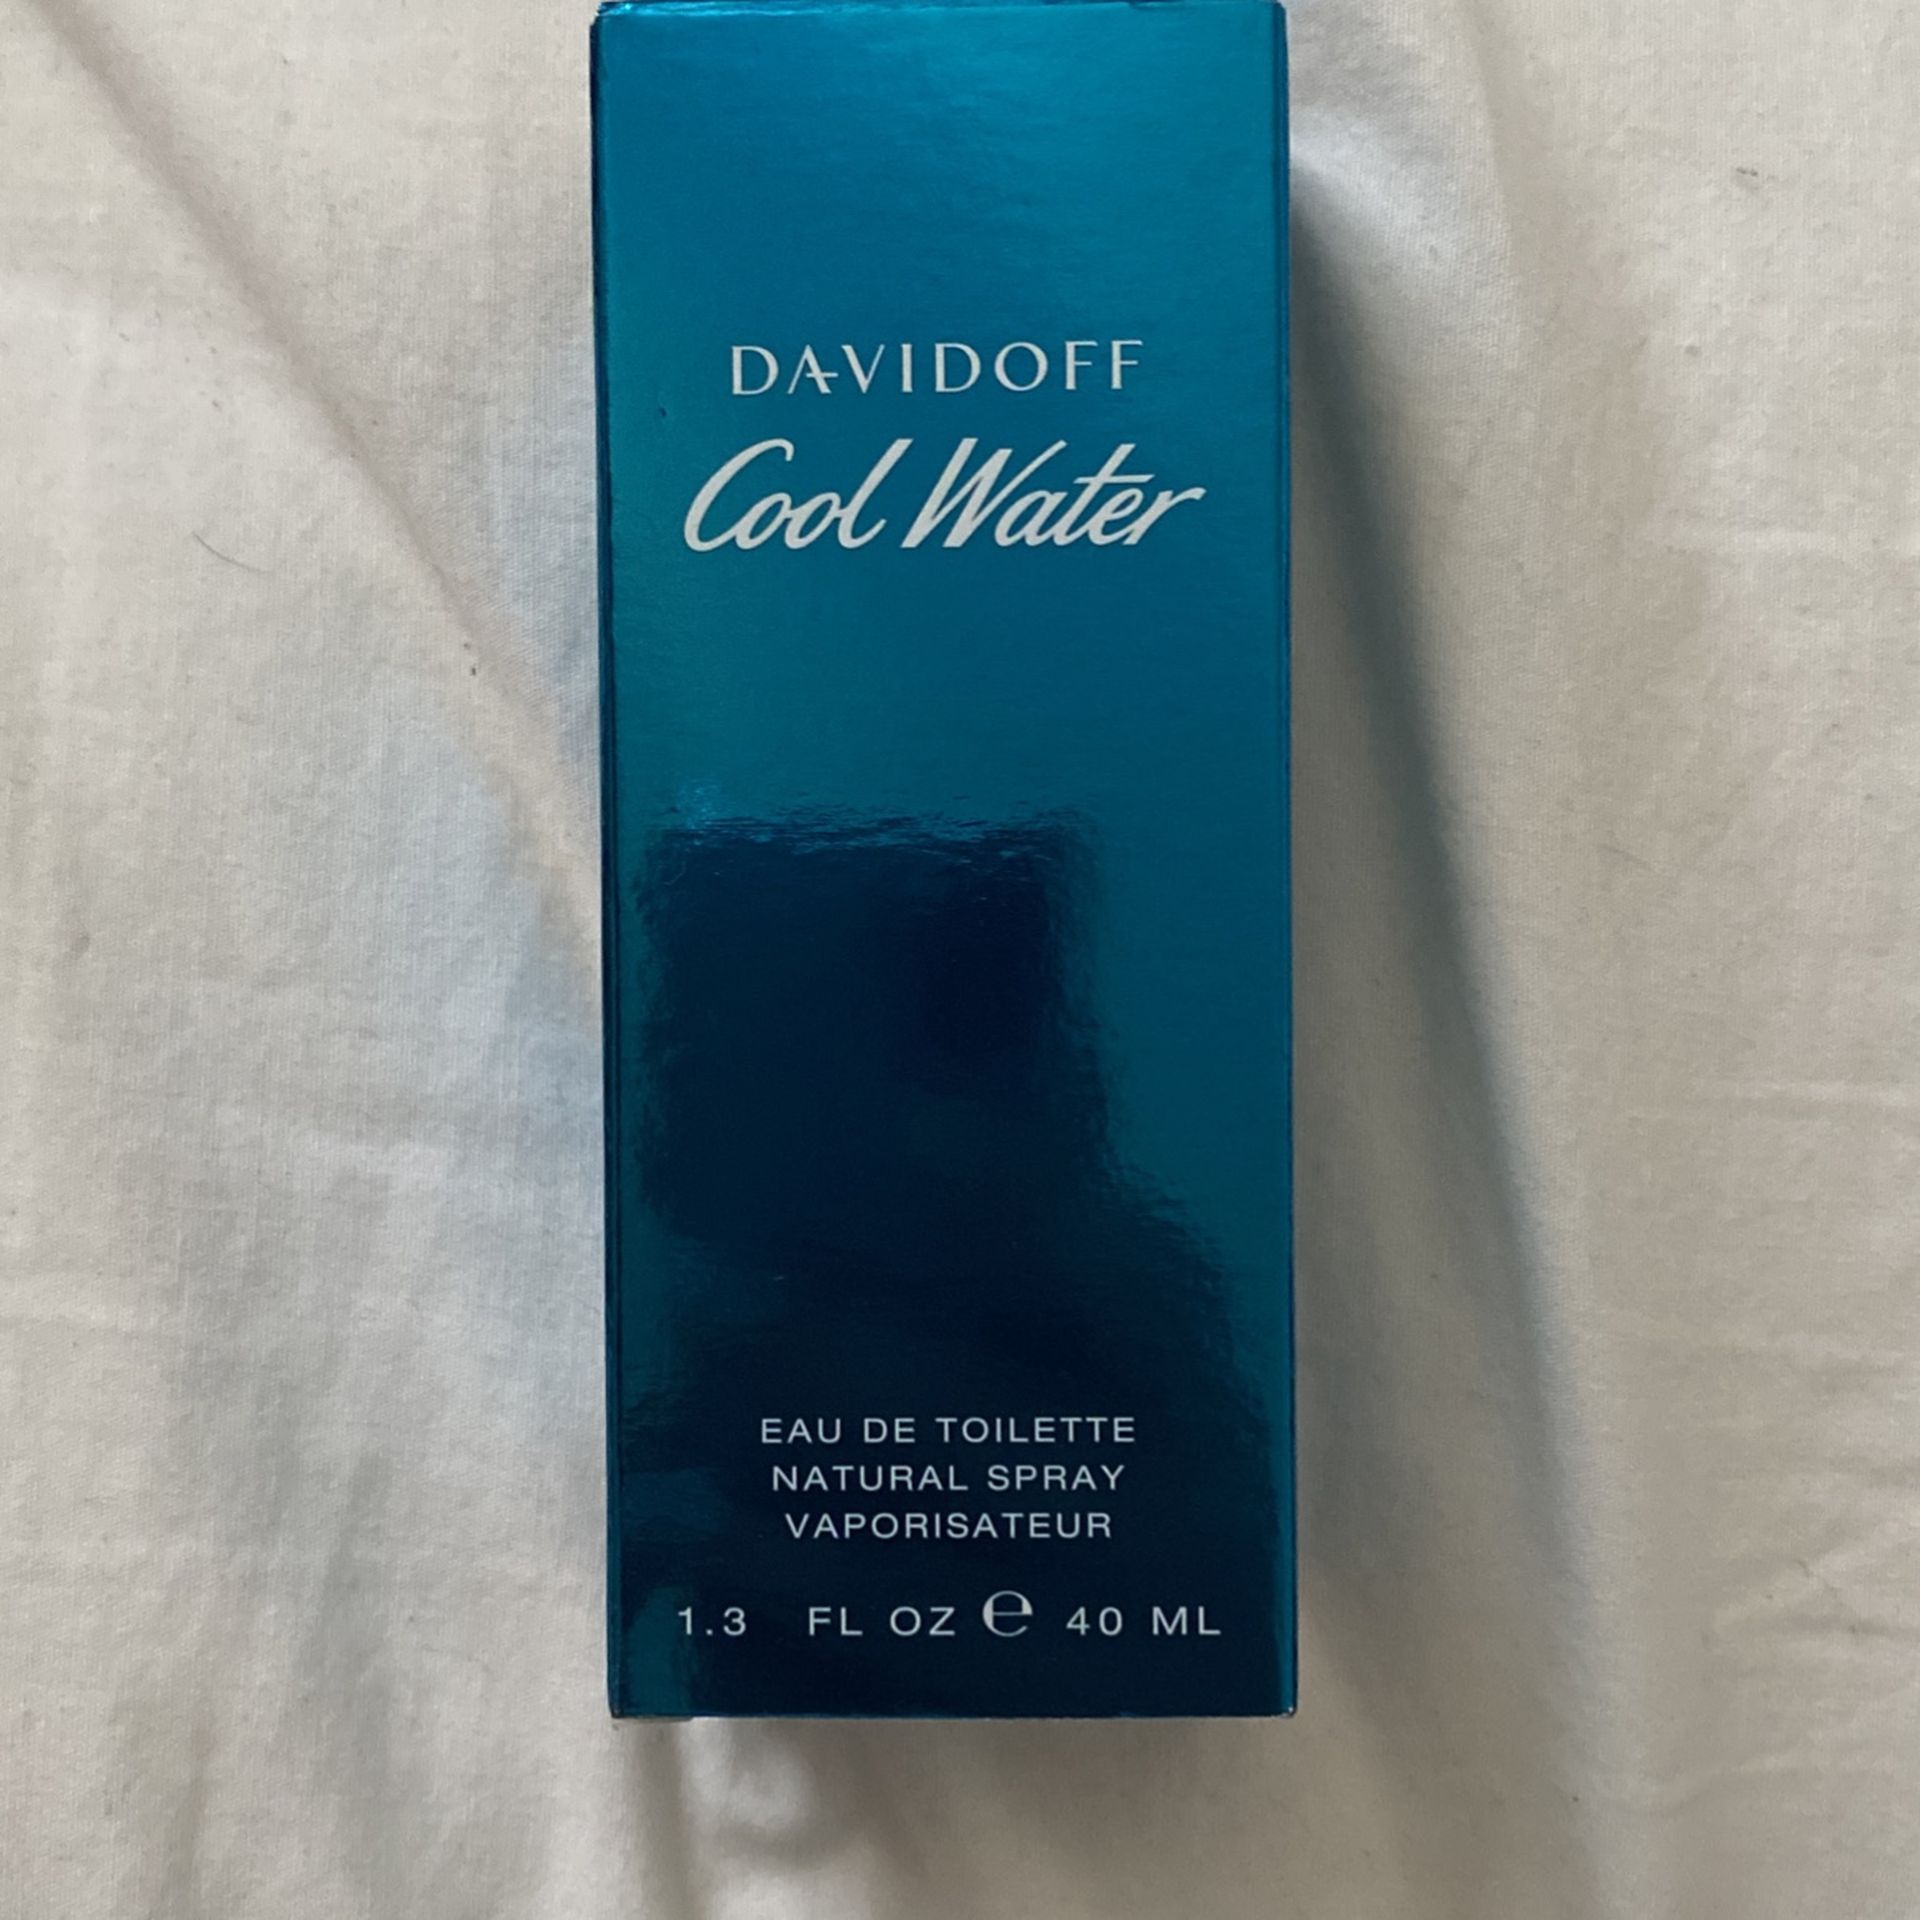 DAVIDOFF
Cool Water
EAU DE TOILETTE
NATURAL SPRAY
VAPORISATEUR
1.3 FL OZ ℮ 40 ML